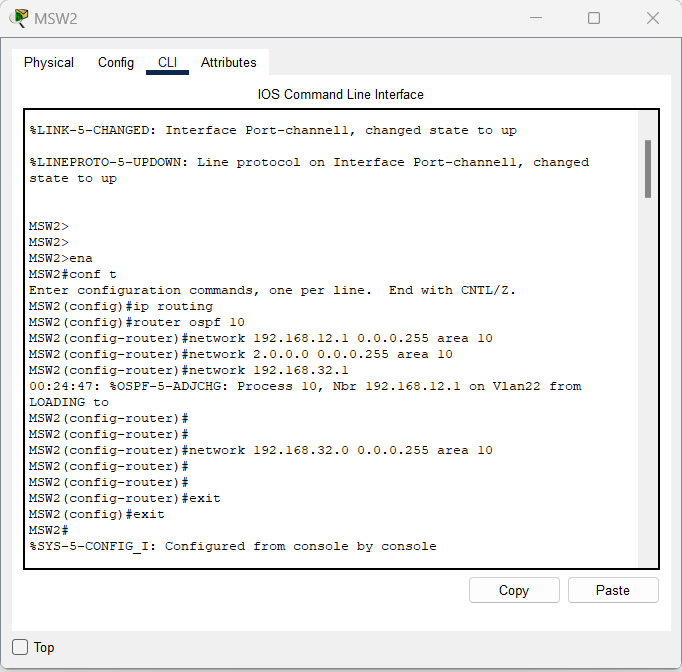 MSW2
Physical Config CLI Attributes
IOS Command Line Interface
%LINK-5-CHANGED: Interface Port-channel1, changed state to up
%LINEPROTO-5-UPDOWN: Line protocol on Interface Port-channel1, changed
state to up
MSW2>
MSW2>
MSW2>ena
MSW2#conf t
Enter configuration commands, one per line.  End with CNTL/Z.
MSW2(config)#ip routing
MSW2(config)#router ospf 10
MSW2(config-router)#network 192.168.12.1 0.0.0.255 area 10
MSW2(config-router)#network 2.0.0.0 0.0.0.255 area 10
MSW2(config-router)#network 192.168.32.1
00:24:47: %OSPF-5-ADJCHG: Process 10, Nbr 192.168.12.1 on Vlan22 from
LOADING to
MSW2(config-router)#
MSW2(config-router)#
MSW2(config-router)#network 192.168.32.0 0.0.0.255 area 10
MSW2(config-router)#
MSW2(config-router)#
MSW2(config-router)#exit
MSW2(config)#exit
MSW2#
%SYS-5-CONFIG_I: Configured from console by console
Copy Paste
Top